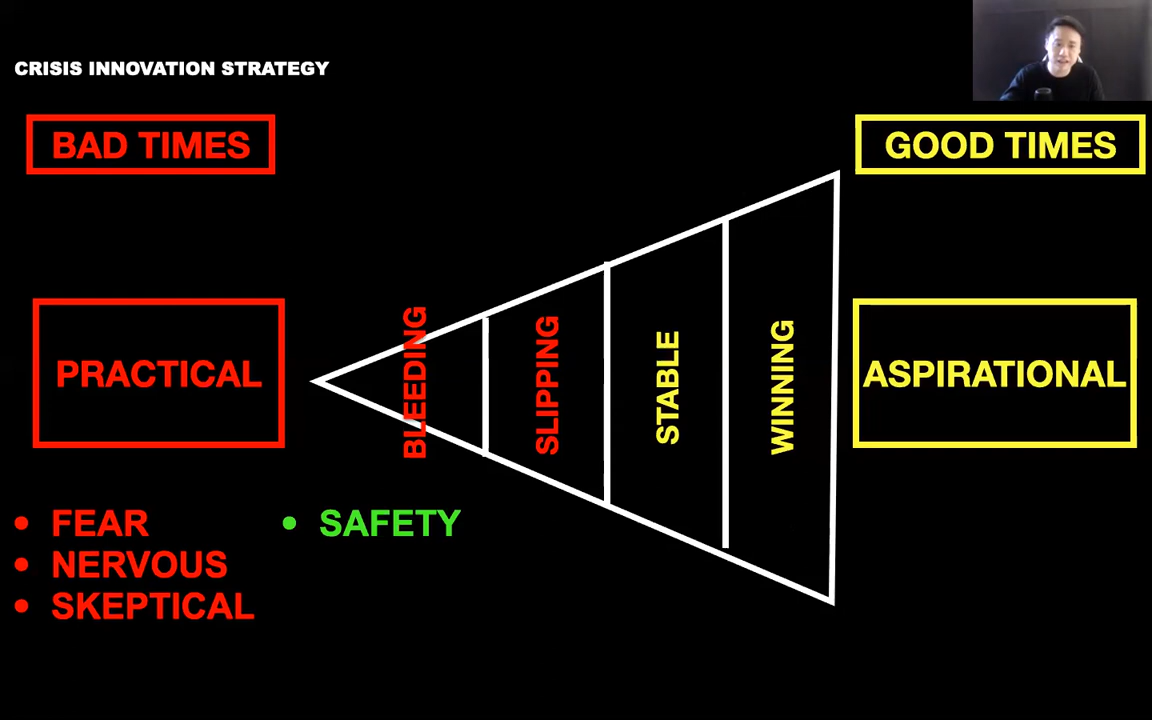 CRISIS INNOVATION STRATEGY
BAD TIMES
GOOD TIMES
PRACTICAL
BLEEDING
SLIPPING
STABLE
WINNING
ASPIRATIONAL
• FEAR
• NERVOUS
• SKEPTICAL
• SAFETY